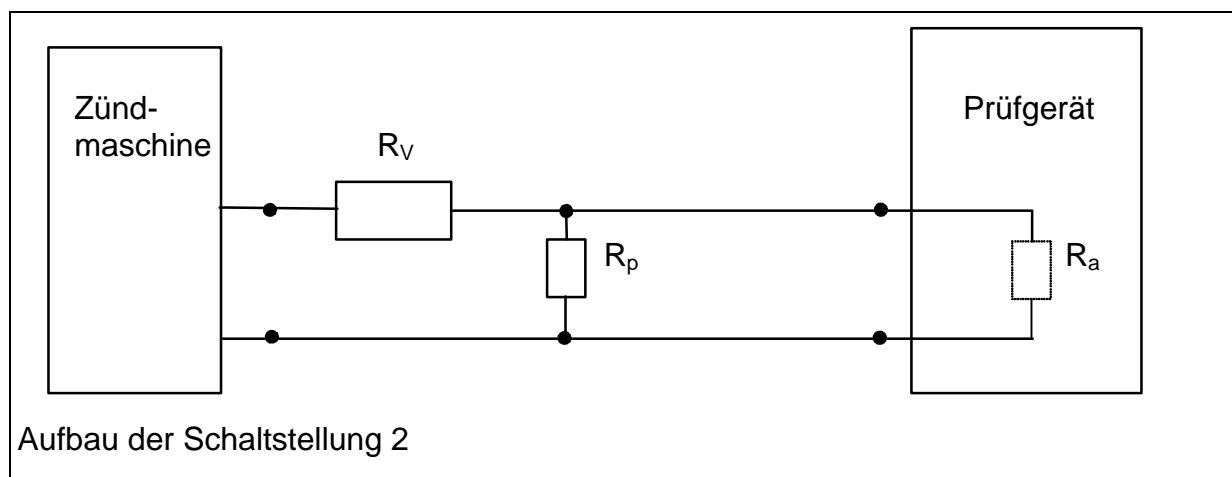 Zünd-
maschine
Prüfgerät
R_V
R_p
R_a
Aufbau der Schaltstellung 2